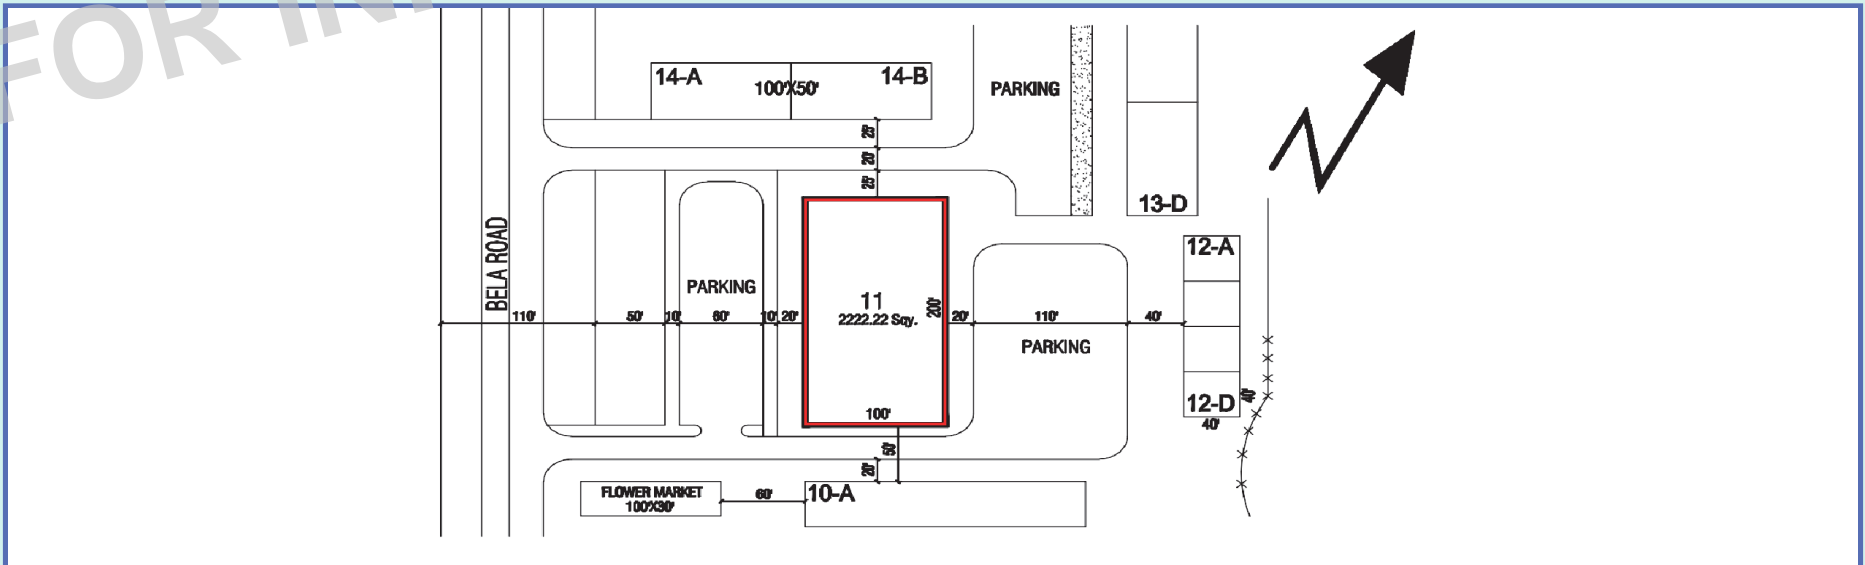 FOR IN
14-A
14-B
100'X50'
PARKING
25'
20'
25'
13-D
12-A
BELA ROAD
PARKING
11
2222.22 Sqy.
200'
110'
50'
10'
60'
10'
20'
20'
110'
40'
PARKING
100'
12-D
40'
40'
50'
20'
FLOWER MARKET
100'X30'
60'
10-A